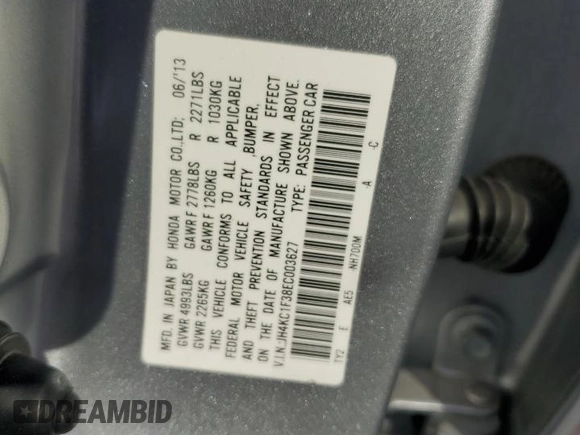 MFD. IN JAPAN BY HONDA MOTOR CO.,LTD; 06/'13
GVWR 4993LBS GAWR F 2778LBS R 2271LBS
GVWR 2265KG GAWR F 1260KG R 1030KG
THIS VEHICLE CONFORMS TO ALL APPLICABLE
FEDERAL MOTOR VEHICLE SAFETY ,BUMPER,
AND THEFT PREVENTION STANDARDS IN EFFECT
ON THE DATE OF MANUFACTURE SHOWN ABOVE.
V.I.N.JH4KC1F38EC003627 TYPE: PASSENGER CAR
TY2 E AE5 NH700M A C
DREAMBID